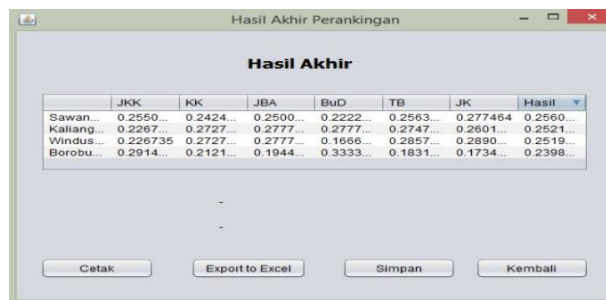 Hasil Akhir Perankingan
Hasil Akhir
JKK KK JBA BuD TB JK Hasil
Sawan... 0.2550... 0.2424... 0.2500... 0.2222... 0.2563... 0.277464 0.2560...
Kaliang... 0.2267... 0.2727... 0.2777... 0.2777... 0.2747... 0.2601... 0.2521...
Windus... 0.226735 0.2727... 0.2777... 0.1666... 0.2857... 0.2890... 0.2519...
Borobu... 0.2914... 0.2121... 0.1944... 0.3333... 0.1831... 0.1734... 0.2398...
-
-
Cetak Export to Excel Simpan Kembali